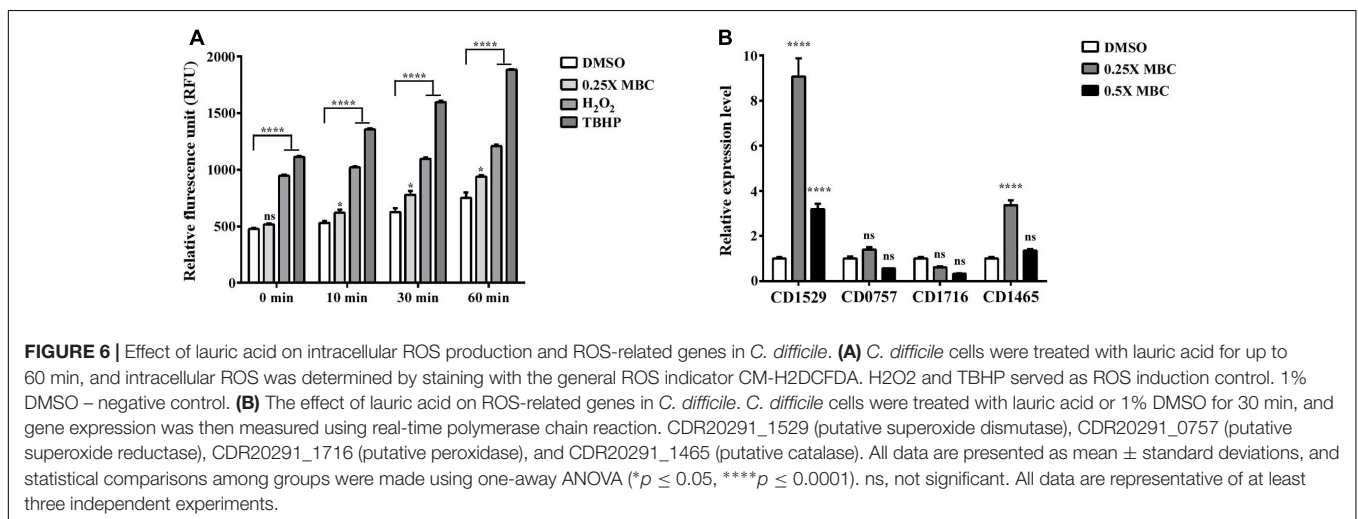 A
****
****
****
****
2000
1500
1000
500
0
Relative flurescence unit (RFU)
ns
*
*
*
0 min
10 min
30 min
60 min
DMSO
0.25X MBC
H₂O₂
TBHP
B
10
8
6
4
2
0
Relative expression level
****
****
ns
ns
ns
ns
****
ns
CD1529
CD0757
CD1716
CD1465
DMSO
0.25X MBC
0.5X MBC
FIGURE 6 | Effect of lauric acid on intracellular ROS production and ROS-related genes in C. difficile. (A) C. difficile cells were treated with lauric acid for up to
60 min, and intracellular ROS was determined by staining with the general ROS indicator CM-H2DCFDA. H2O2 and TBHP served as ROS induction control. 1%
DMSO – negative control. (B) The effect of lauric acid on ROS-related genes in C. difficile. C. difficile cells were treated with lauric acid or 1% DMSO for 30 min, and
gene expression was then measured using real-time polymerase chain reaction. CDR20291_1529 (putative superoxide dismutase), CDR20291_0757 (putative
superoxide reductase), CDR20291_1716 (putative peroxidase), and CDR20291_1465 (putative catalase). All data are presented as mean ± standard deviations, and
statistical comparisons among groups were made using one-way ANOVA (*p ≤ 0.05, ****p ≤ 0.0001). ns, not significant. All data are representative of at least
three independent experiments.